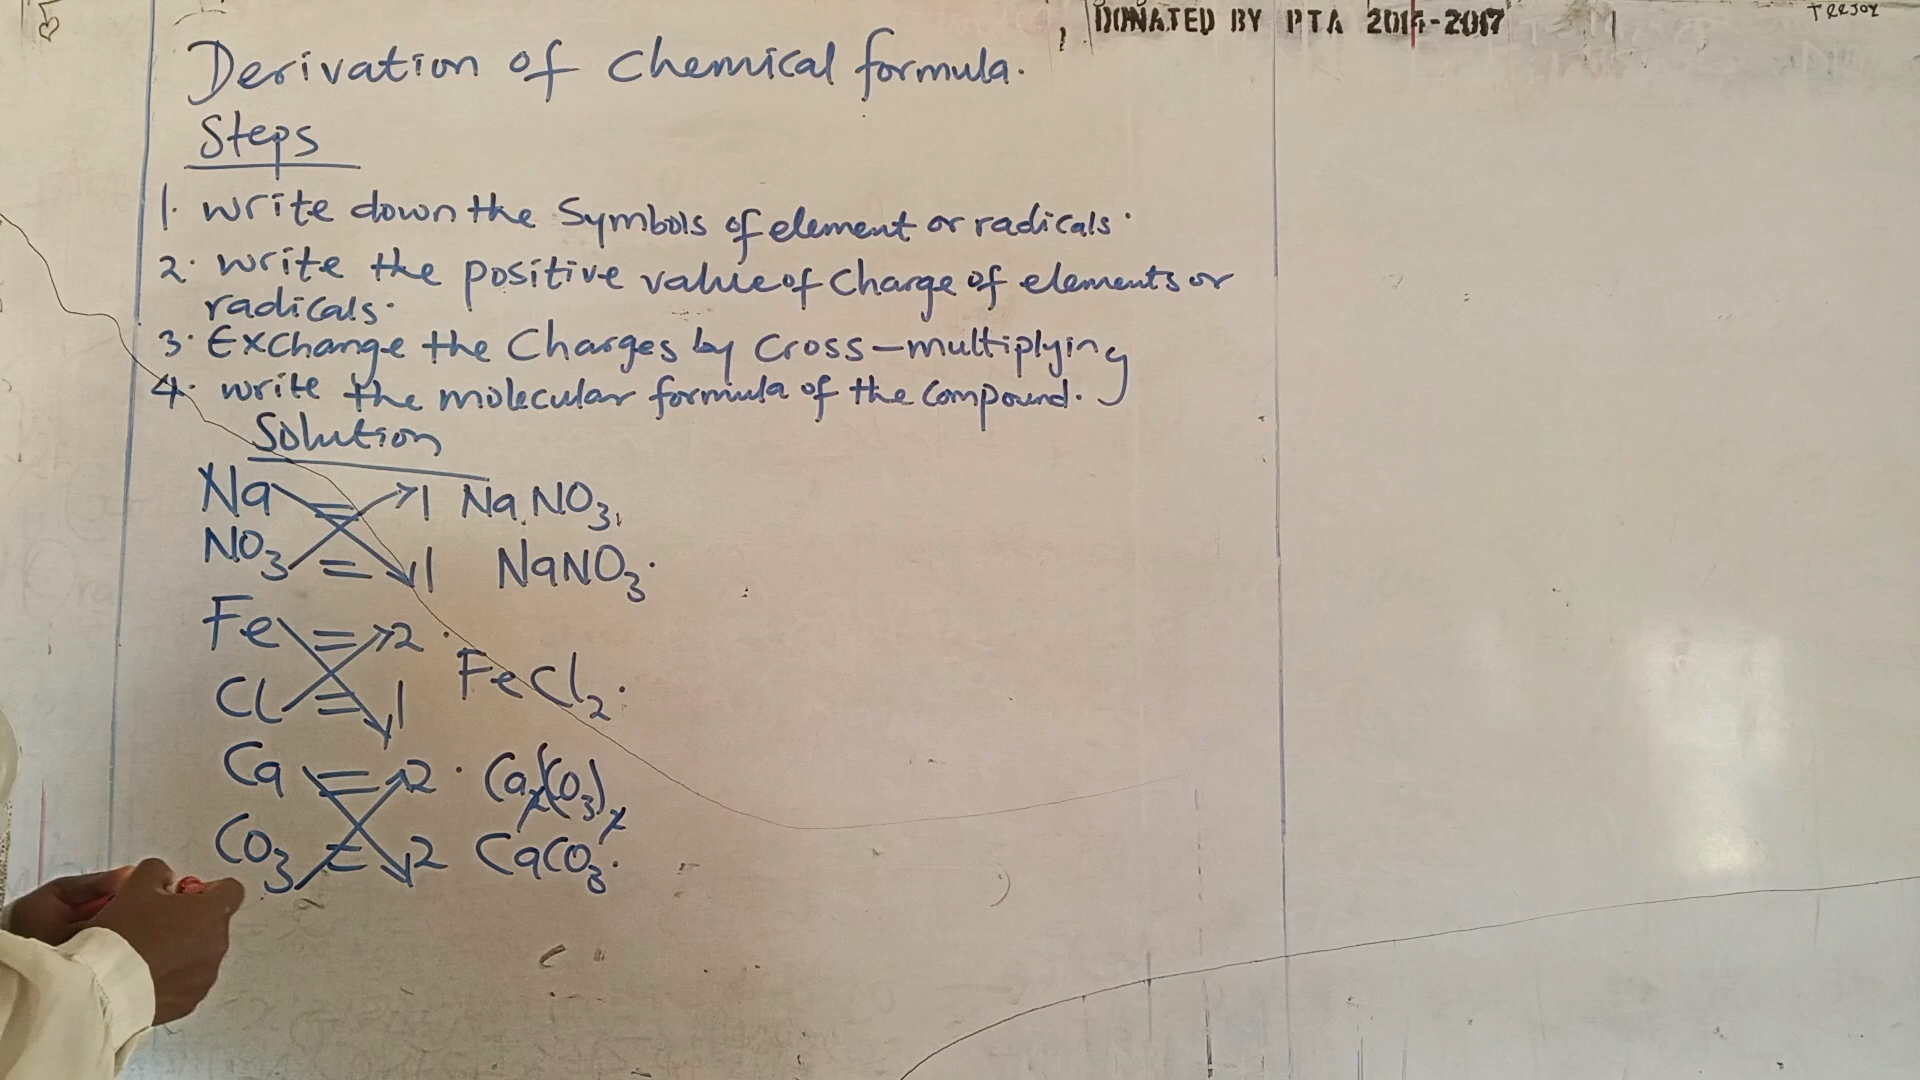 DONATED BY PTA 2014-2017
TRRJOY
Derivation of Chemical formula.
Steps
1. Write down the Symbols of element or radicals.
2. Write the positive value of Charge of elements or
radicals.
3. Exchange the Charges by Cross-multiplying
4. write the molecular formula of the Compound.
Solution
Na = 1 NaNO₃.
NO₃ = 1 NaNO₃.
Fe = 2.
FeCl₂.
Cl = 1
Ca = 2. Ca₂(CO₃)₂
CO₃ = 2 CaCO₃.